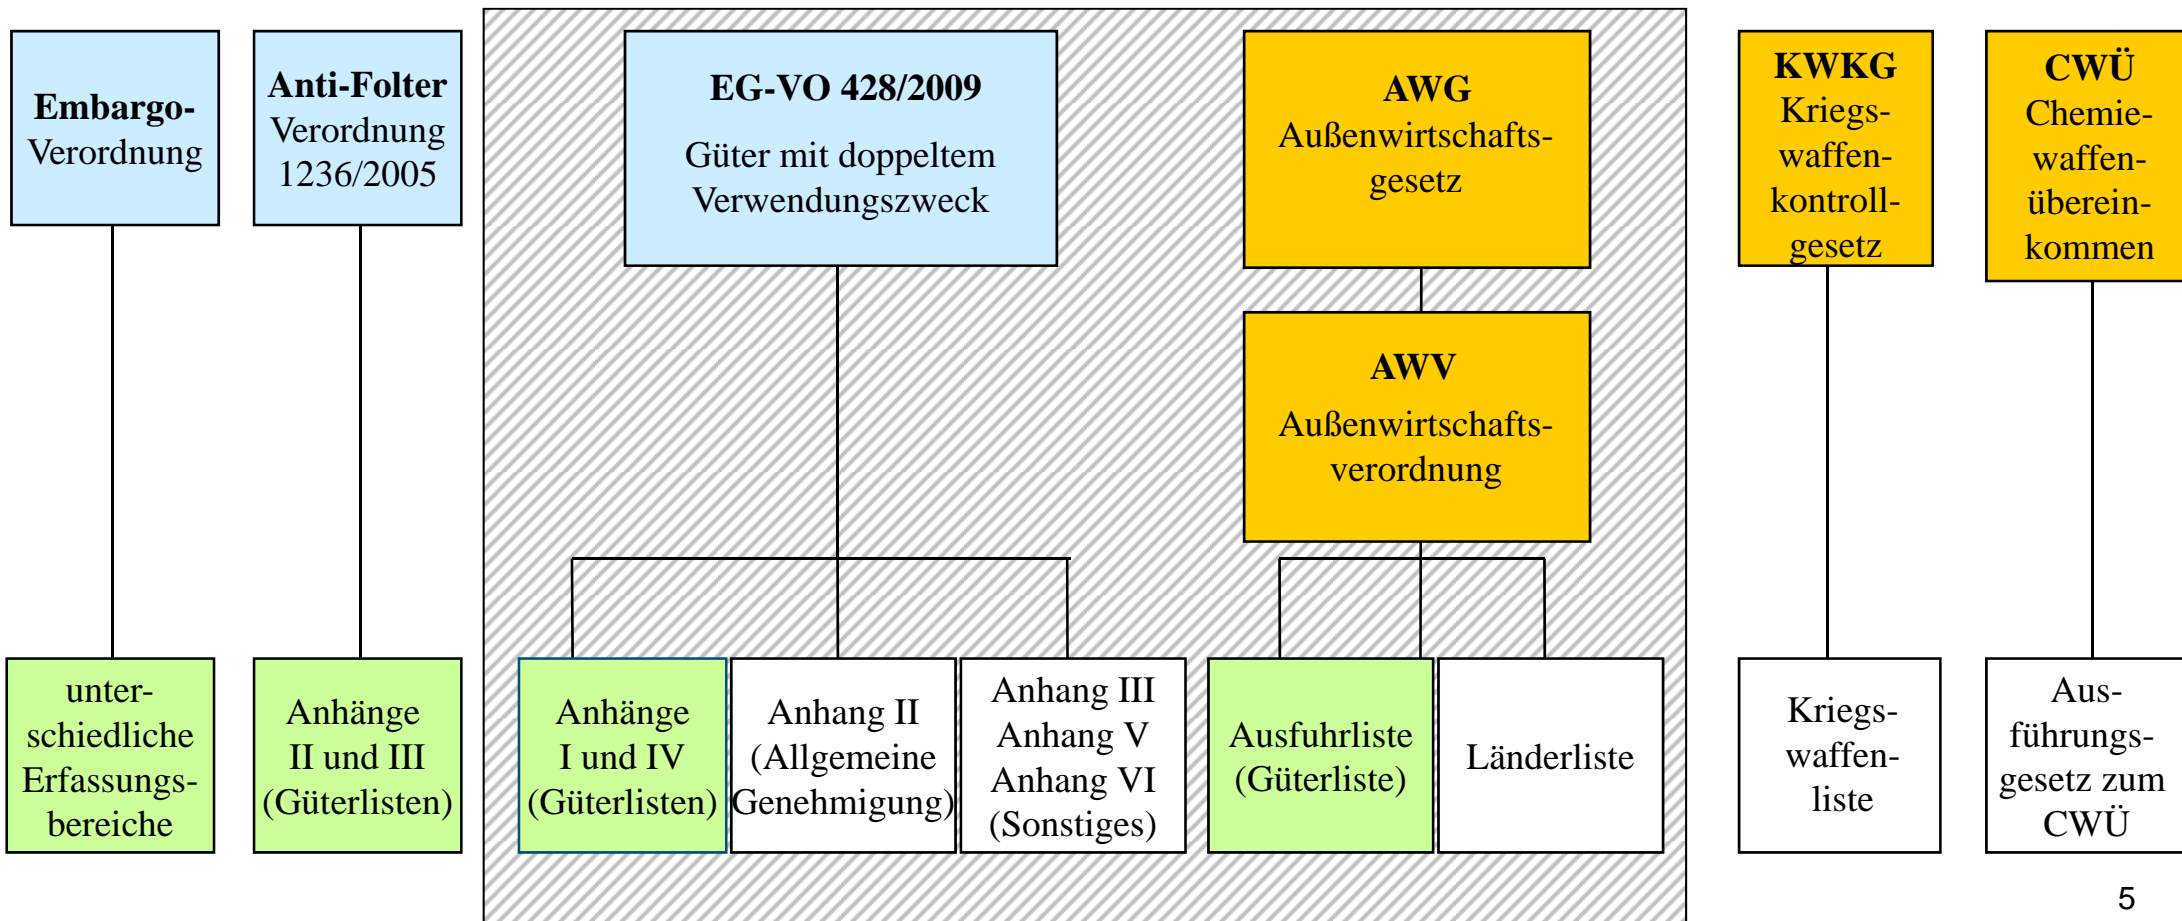 Embargo-
Verordnung
Anti-Folter
Verordnung
1236/2005
EG-VO 428/2009
Güter mit doppeltem
Verwendungszweck
AWG
Außenwirtschafts-
gesetz
KWKG
Kriegs-
waffen-
kontroll-
gesetz
CWÜ
Chemie-
waffen-
überein-
kommen
AWV
Außenwirtschafts-
verordnung
unter-
schiedliche
Erfassungs-
bereiche
Anhänge
II und III
(Güterlisten)
Anhänge
I und IV
(Güterlisten)
Anhang II
(Allgemeine
Genehmigung)
Anhang III
Anhang V
Anhang VI
(Sonstiges)
Ausfuhrliste
(Güterliste)
Länderliste
Kriegs-
waffen-
liste
Aus-
führungs-
gesetz zum
CWÜ
5